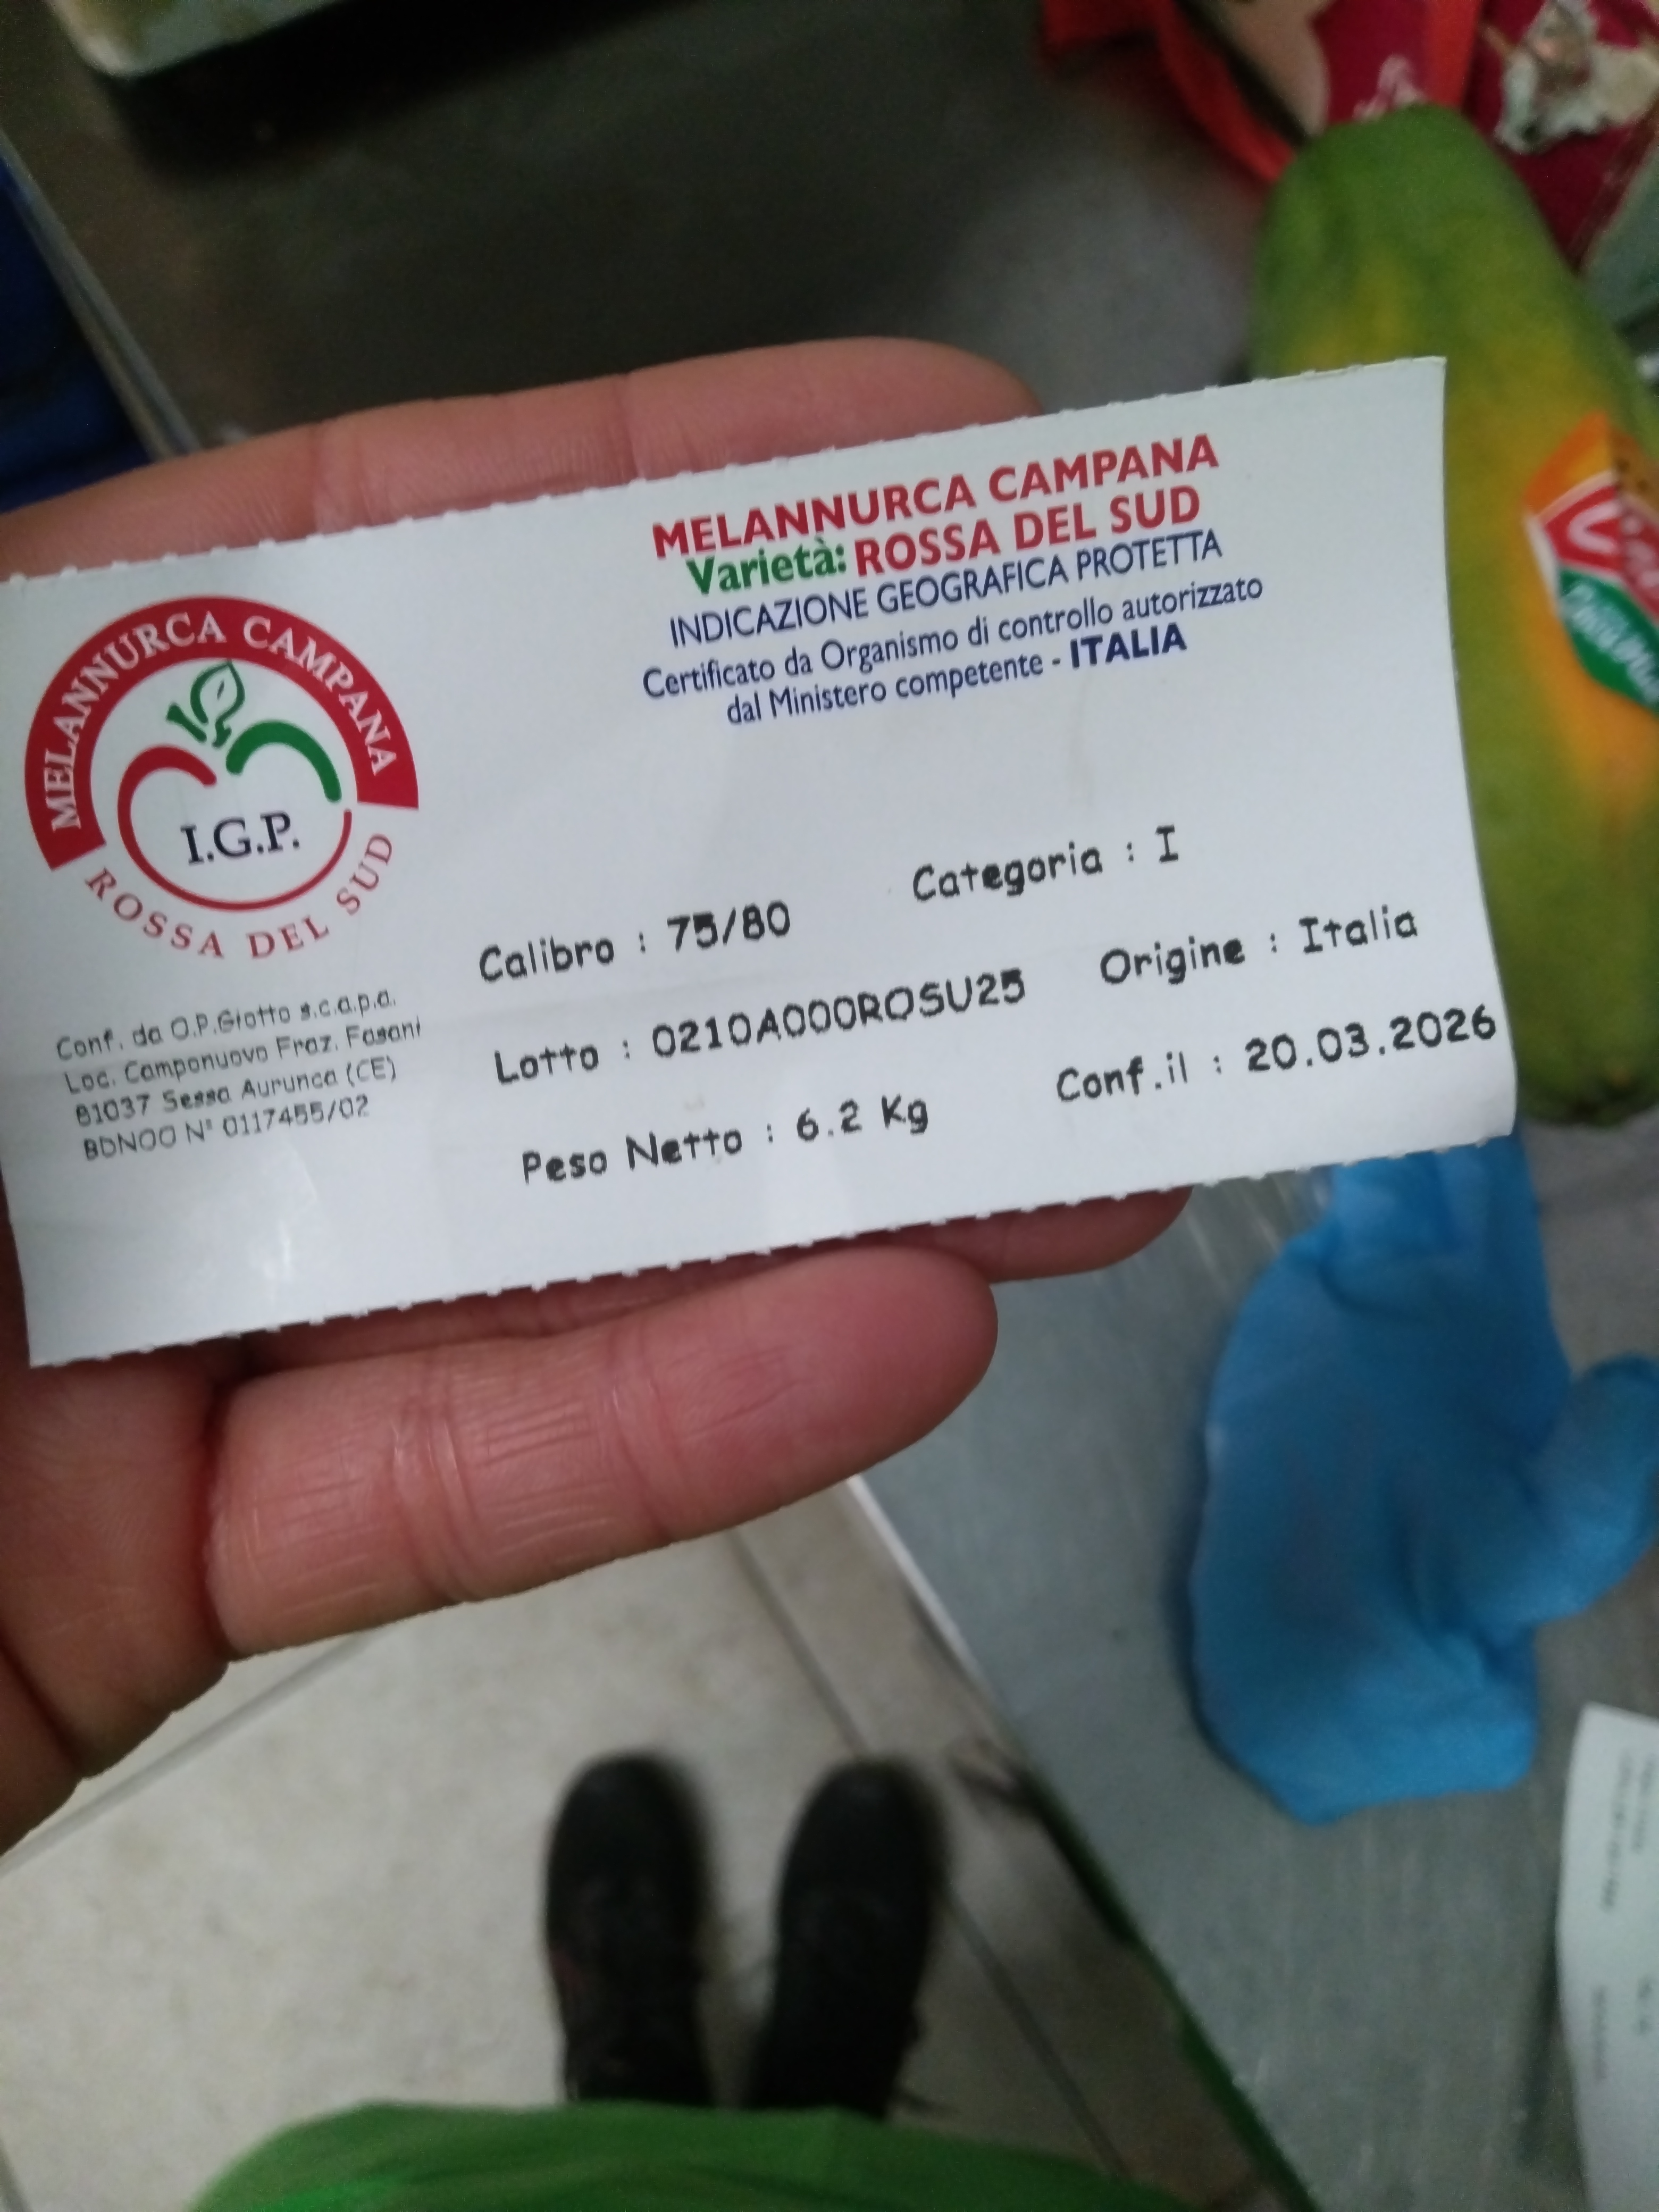 MELANNURCA CAMPANA
Varietà: ROSSA DEL SUD
INDICAZIONE GEOGRAFICA PROTETTA
Certificato da Organismo di controllo autorizzato
dal Ministero competente - ITALIA
MELANNURCA CAMPANA
I.G.P.
ROSSA DEL SUD
Calibro : 75/80 Categoria : I
Lotto : 0210A000ROSU25 Origine : Italia
Peso Netto : 6.2 Kg Conf.il : 20.03.2026
Conf. da O.P.Giotto s.c.a.p.a.
Loc. Camponuovo Fraz. Fasani
81037 Sessa Aurunca (CE)
BDNOO N° 0117455/02